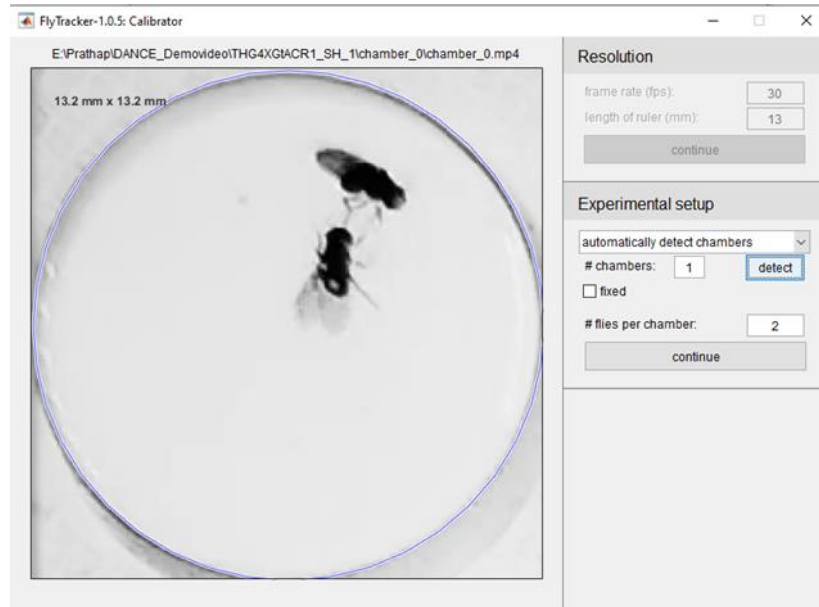 FlyTracker-1.0.5: Calibrator
E:\Prathap\DANCE_Demovideo\THG4XGtACR1_SH_1\chamber_0\chamber_0.mp4
13.2 mm x 13.2 mm
Resolution
frame rate (fps): 30
length of ruler (mm): 13
continue
Experimental setup
automatically detect chambers
# chambers: 1 detect
fixed
# flies per chamber: 2
continue